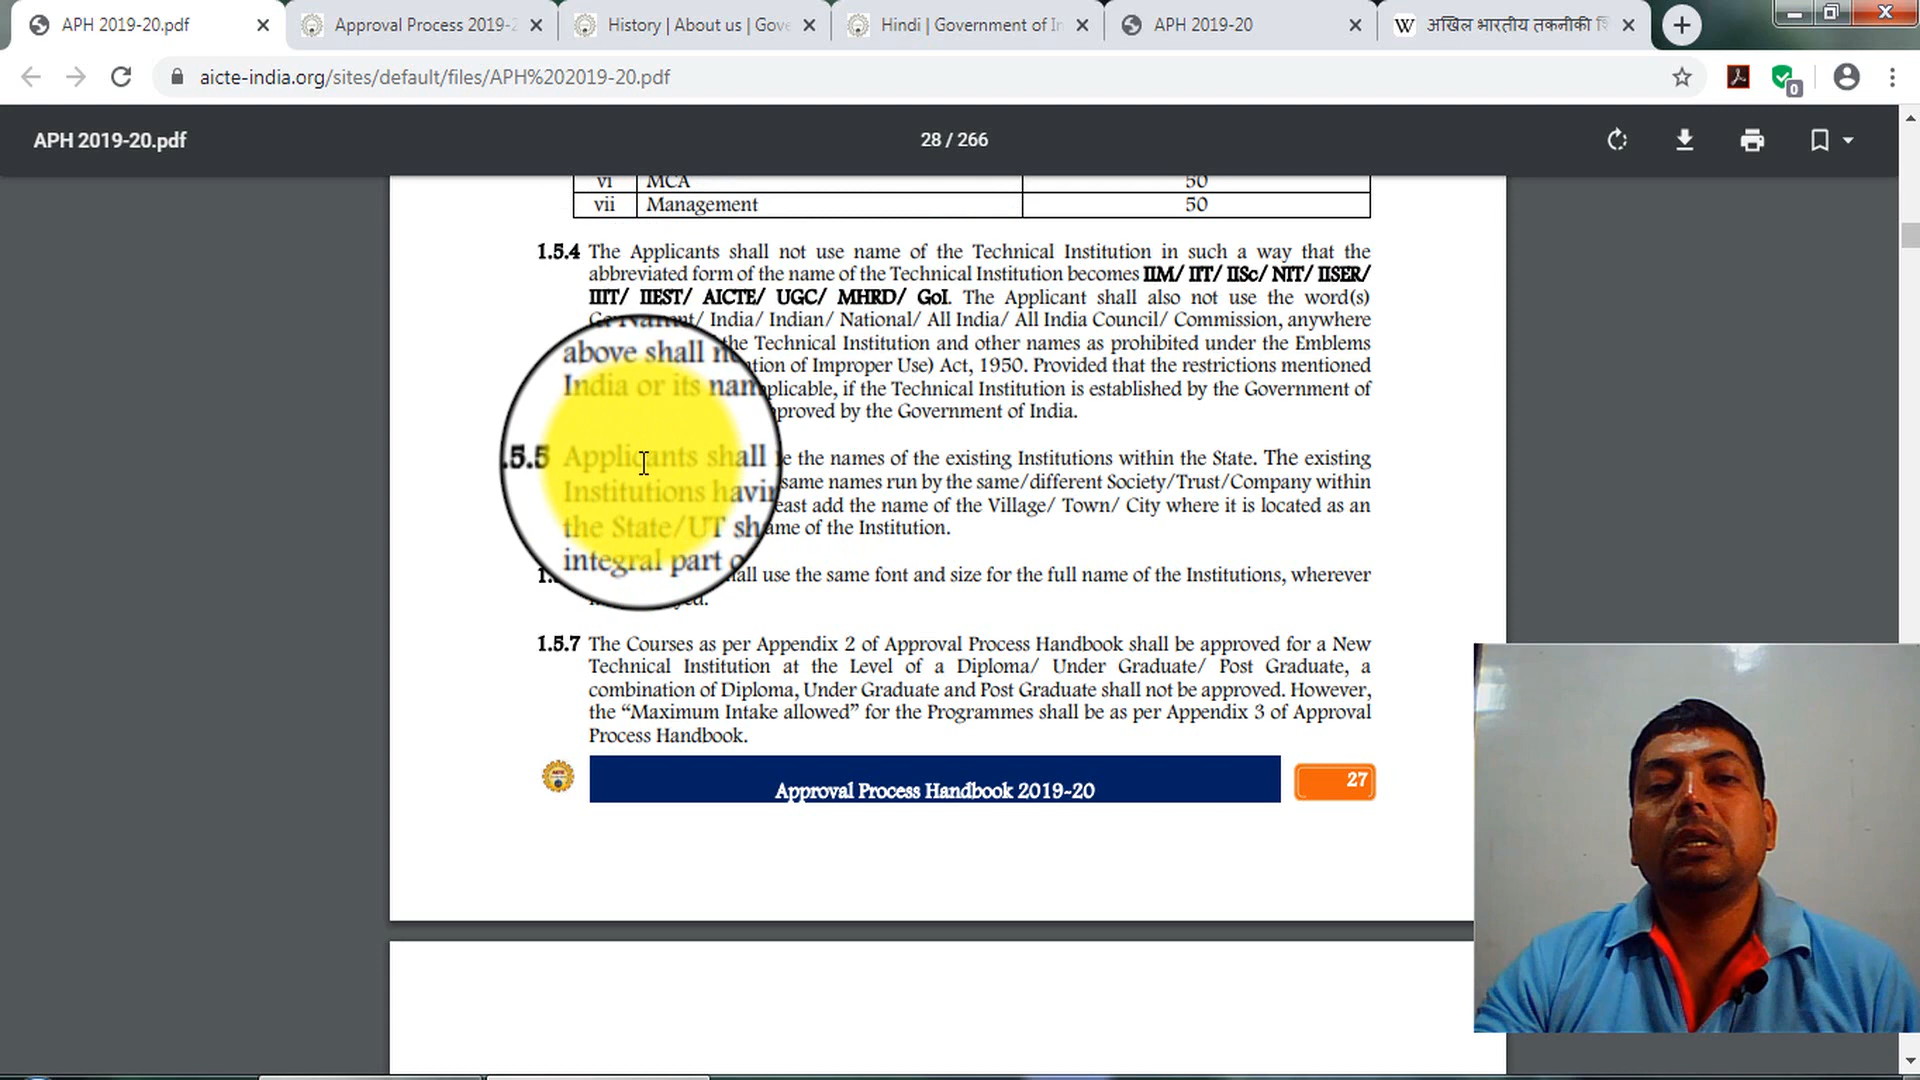 APH 2019-20.pdf
Approval Process 2019-2
History | About us | Gove
Hindi | Government of In
APH 2019-20
W अखिल भारतीय तकनीकी शि
aicte-india.org/sites/default/files/APH%202019-20.pdf
0
APH 2019-20.pdf
28 / 266
vi MCA 50
vii Management 50
1.5.4 The Applicants shall not use name of the Technical Institution in such a way that the
abbreviated form of the name of the Technical Institution becomes IIM/ IIT/ IISc/ NIT/ IISER/
IIIT/ IIEST/ AICTE/ UGC/ MHRD/ GoI. The Applicant shall also not use the word(s)
/ India/ Indian/ National/ All India/ All India Council/ Commission, anywhere
the Technical Institution and other names as prohibited under the Emblems
above shall tion of Improper Use) Act, 1950. Provided that the restrictions mentioned
India or its nam plicable, if the Technical Institution is established by the Government of
pproved by the Government of India.
.5.5 Applicants shall e the names of the existing Institutions within the State. The existing
Institutions havin same names run by the same/different Society/Trust/Company within
the State/UT sh east add the name of the Village/ Town/ City where it is located as an
integral part o ame of the Institution.
hall use the same font and size for the full name of the Institutions, wherever
1.5.7 The Courses as per Appendix 2 of Approval Process Handbook shall be approved for a New
Technical Institution at the Level of a Diploma/ Under Graduate/ Post Graduate, a
combination of Diploma, Under Graduate and Post Graduate shall not be approved. However,
the “Maximum Intake allowed” for the Programmes shall be as per Appendix 3 of Approval
Process Handbook.
Approval Process Handbook 2019-20
27